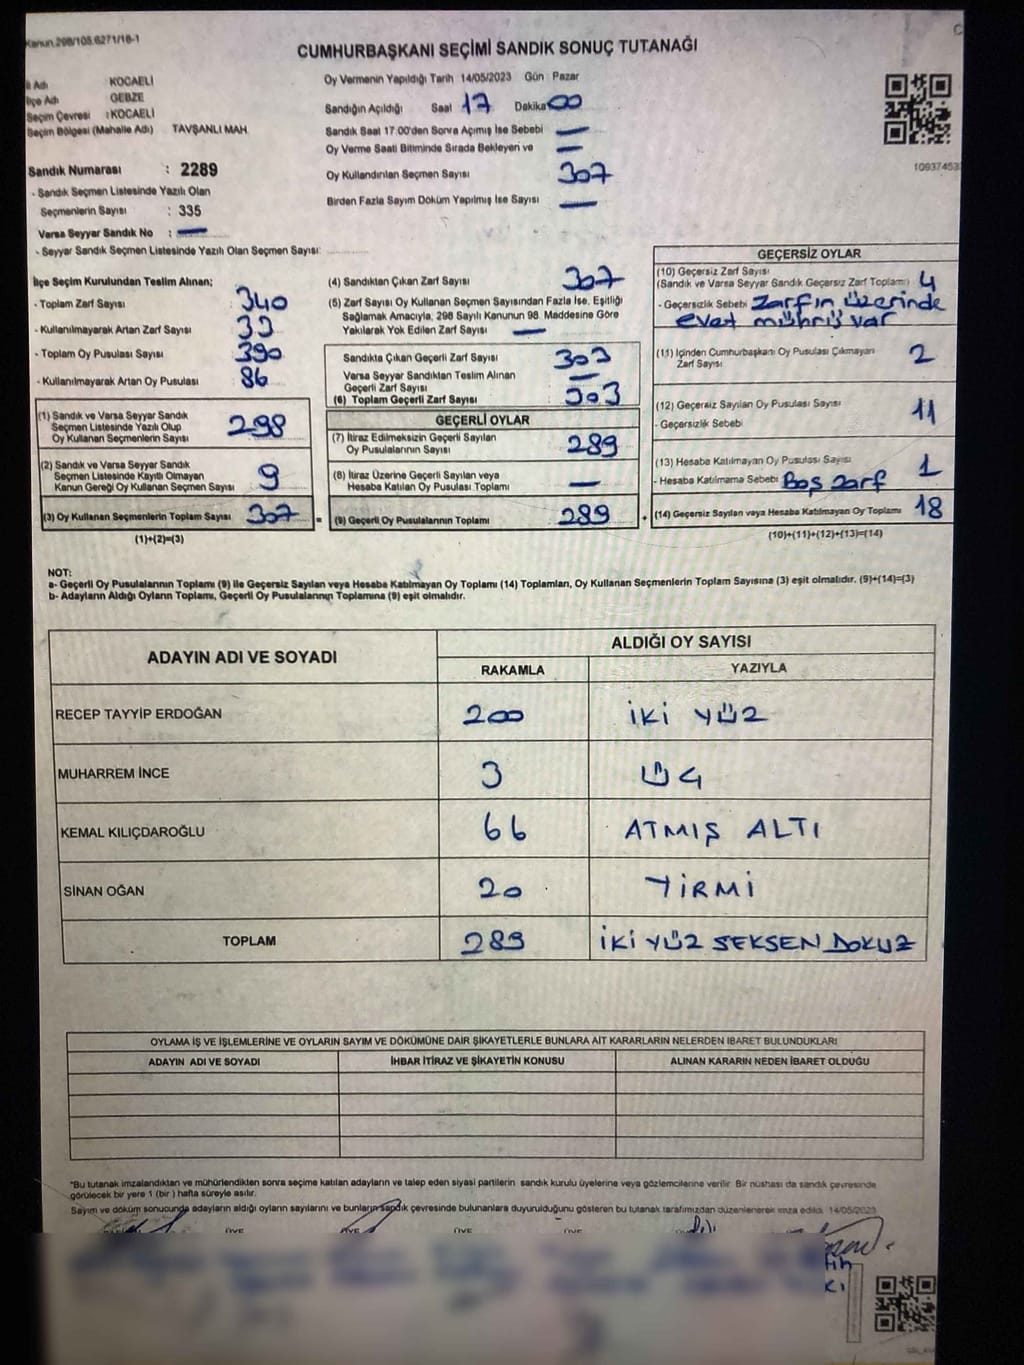 Kanun.298/105.6271/18-1
CUMHURBAŞKANI SEÇİMİ SANDIK SONUÇ TUTANAĞI
İl Adı KOCAELİ
İlçe Adı GEBZE
Seçim Çevresi : KOCAELİ
Seçim Bölgesi (Mahalle Adı) TAVŞANLI MAH.
Sandık Numarası : 2289
- Sandık Seçmen Listesinde Yazılı Olan
Seçmenlerin Sayısı : 335
Varsa Seyyar Sandık No : —
- Seyyar Sandık Seçmen Listesinde Yazılı Olan Seçmen Sayısı:
Oy Vermenin Yapıldığı Tarih 14/05/2023 Gün Pazar
Sandığın Açıldığı Saat 17 Dakika 00
Sandık Saat 17.00'den Sonra Açımış İse Sebebi —
Oy Verme Saati Bitiminde Sırada Bekleyen ve —
Oy Kullandırılan Seçmen Sayısı 307
Birden Fazla Sayım Döküm Yapılmış İse Sayısı —
10937453
İlçe Seçim Kurulundan Teslim Alınan;
- Toplam Zarf Sayısı 340
- Kullanılmayarak Artan Zarf Sayısı 33
- Toplam Oy Pusulası Sayısı 390
- Kullanılmayarak Artan Oy Pusulası 86
(1) Sandık ve Varsa Seyyar Sandık
Seçmen Listesinde Yazılı Olup
Oy Kullanan Seçmenlerin Sayısı 298
(2) Sandık ve Varsa Seyyar Sandık
Seçmen Listesinde Kayıtlı Olmayan
Kanun Gereği Oy Kullanan Seçmen Sayısı 9
(3) Oy Kullanan Seçmenlerin Toplam Sayısı 307 =
(1)+(2)=(3)
(4) Sandıktan Çıkan Zarf Sayısı 307
(5) Zarf Sayısı Oy Kullanan Seçmen Sayısından Fazla İse, Eşitliği
Sağlamak Amacıyla, 298 Sayılı Kanunun 98. Maddesine Göre
Yakılarak Yok Edilen Zarf Sayısı —
Sandıkta Çıkan Geçerli Zarf Sayısı 303
Varsa Seyyar Sandıktan Teslim Alınan
Geçerli Zarf Sayısı —
(6) Toplam Geçerli Zarf Sayısı 303
GEÇERLİ OYLAR
(7) İtiraz Edilmeksizin Geçerli Sayılan
Oy Pusulalarının Sayısı 289
(8) İtiraz Üzerine Geçerli Sayılan veya
Hesaba Katılan Oy Pusulası Toplamı —
(9) Geçerli Oy Pusulalarının Toplamı 289 +
GEÇERSİZ OYLAR
(10) Geçersiz Zarf Sayısı
(Sandık ve Varsa Seyyar Sandık Geçersiz Zarf Toplamı) 4
- Geçersizlik Sebebi Zarfın üzerinde
evet mührü var
(11) İçinden Cumhurbaşkanı Oy Pusulası Çıkmayan
Zarf Sayısı 2
(12) Geçersiz Sayılan Oy Pusulası Sayısı 11
- Geçersizlik Sebebi
(13) Hesaba Katılmayan Oy Pusulası Sayısı 1
- Hesaba Katılmama Sebebi Boş zarf
(14) Geçersiz Sayılan veya Hesaba Katılmayan Oy Toplamı 18
(10)+(11)+(12)+(13)=(14)
NOT:
a- Geçerli Oy Pusulalarının Toplamı (9) ile Geçersiz Sayılan veya Hesaba Katılmayan Oy Toplamı (14) Toplamları, Oy Kullanan Seçmenlerin Toplam Sayısına (3) eşit olmalıdır. (9)+(14)=(3)
b- Adayların Aldığı Oyların Toplamı, Geçerli Oy Pusulalarının Toplamına (9) eşit olmalıdır.
ADAYIN ADI VE SOYADI
ALDIĞI OY SAYISI
RAKAMLA YAZIYLA
RECEP TAYYİP ERDOĞAN 200 İKİ YÜZ
MUHARREM İNCE 3 ÜÇ
KEMAL KILIÇDAROĞLU 66 ATMIŞ ALTI
SİNAN OĞAN 20 YİRMİ
TOPLAM 289 İKİ YÜZ SEKSEN DOKUZ
OYLAMA İŞ VE İŞLEMLERİNE VE OYLARIN SAYIM VE DÖKÜMÜNE DAİR ŞİKAYETLERLE BUNLARA AİT KARARLARIN NELERDEN İBARET BULUNDUKLARI
ADAYIN ADI VE SOYADI İHBAR İTİRAZ VE ŞİKAYETİN KONUSU ALINAN KARARIN NEDEN İBARET OLDUĞU
*Bu tutanak imzalandıktan ve mühürlendikten sonra seçime katılan adayların ve talep eden siyasi partilerin sandık kurulu üyelerine veya gözlemcilerine verilir. Bir nüshası da sandık çevresinde
görülecek bir yere 1 (bir) hafta süreyle asılır.
Sayım ve döküm sonucunda adayların aldığı oyların sayılarını ve bunların sandık çevresinde bulunanlara duyurulduğunu gösteren bu tutanak tarafımızdan düzenlenerek imza edildi. 14/05/2023
ÜYE ÜYE ÜYE ÜYE